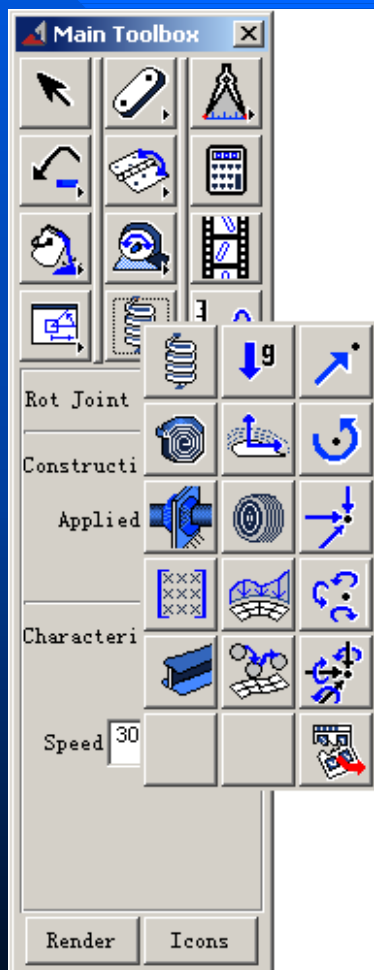 Main Toolbox
g
Rot Joint
Constructi
Applied
Characteri
Speed 30
Render Icons